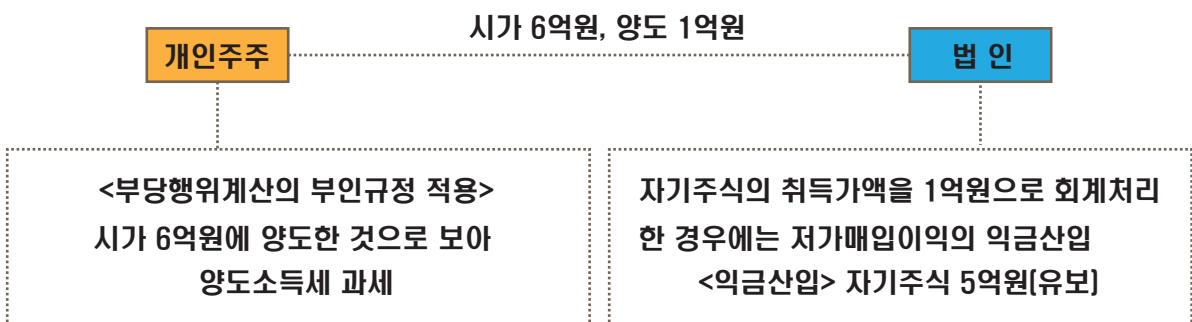 시가 6억원, 양도 1억원
개인주주
법 인
<부당행위계산의 부인규정 적용>
시가 6억원에 양도한 것으로 보아
양도소득세 과세
자기주식의 취득가액을 1억원으로 회계처리
한 경우에는 저가매입이익의 익금산입
<익금산입> 자기주식 5억원(유보)